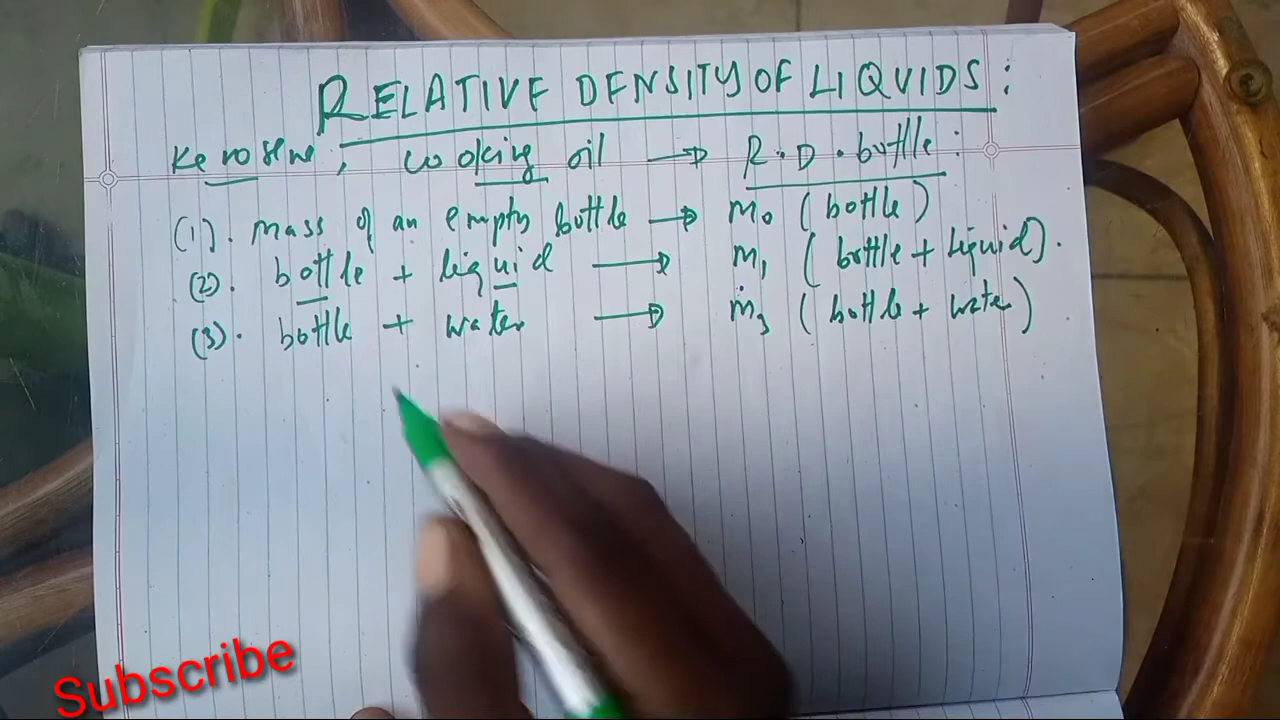 RELATIVE DENSITY OF LIQUIDS :
Kerosene ; cooking oil → R.D. bottle :
(1). mass of an empty bottle → m₀ (bottle)
(2). bottle + liquid → m₁ (bottle + liquid).
(3). bottle + water → m₃ (bottle + water)
Subscribe